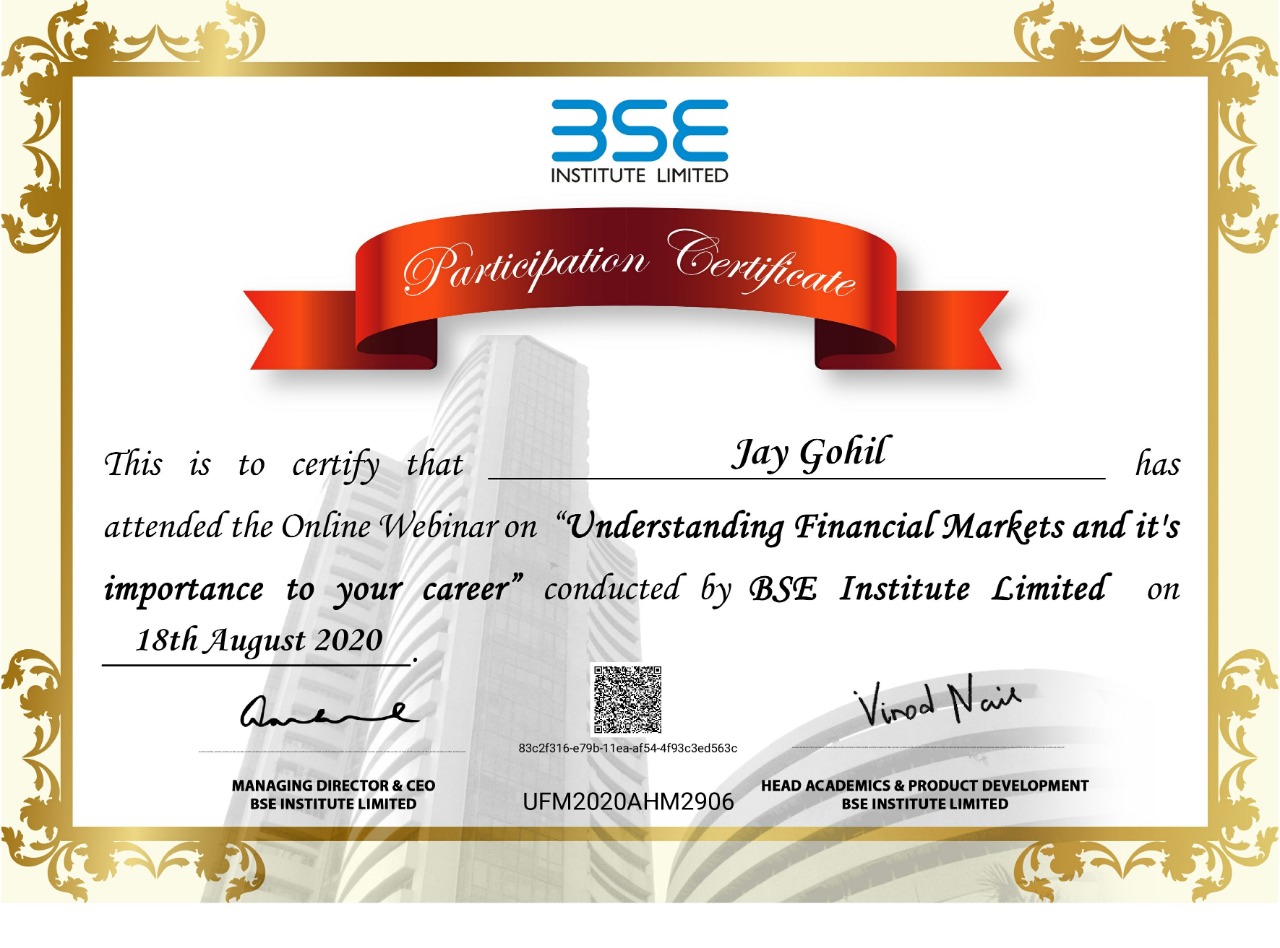 BSE
INSTITUTE LIMITED
Participation Certificate
This is to certify that Jay Gohil has
attended the Online Webinar on “Understanding Financial Markets and it's
importance to your career” conducted by BSE Institute Limited on
18th August 2020.
Vinod Nair
83c2f316-e79b-11ea-af54-4f93c3ed563c
MANAGING DIRECTOR & CEO
BSE INSTITUTE LIMITED
UFM2020AHM2906
HEAD ACADEMICS & PRODUCT DEVELOPMENT
BSE INSTITUTE LIMITED